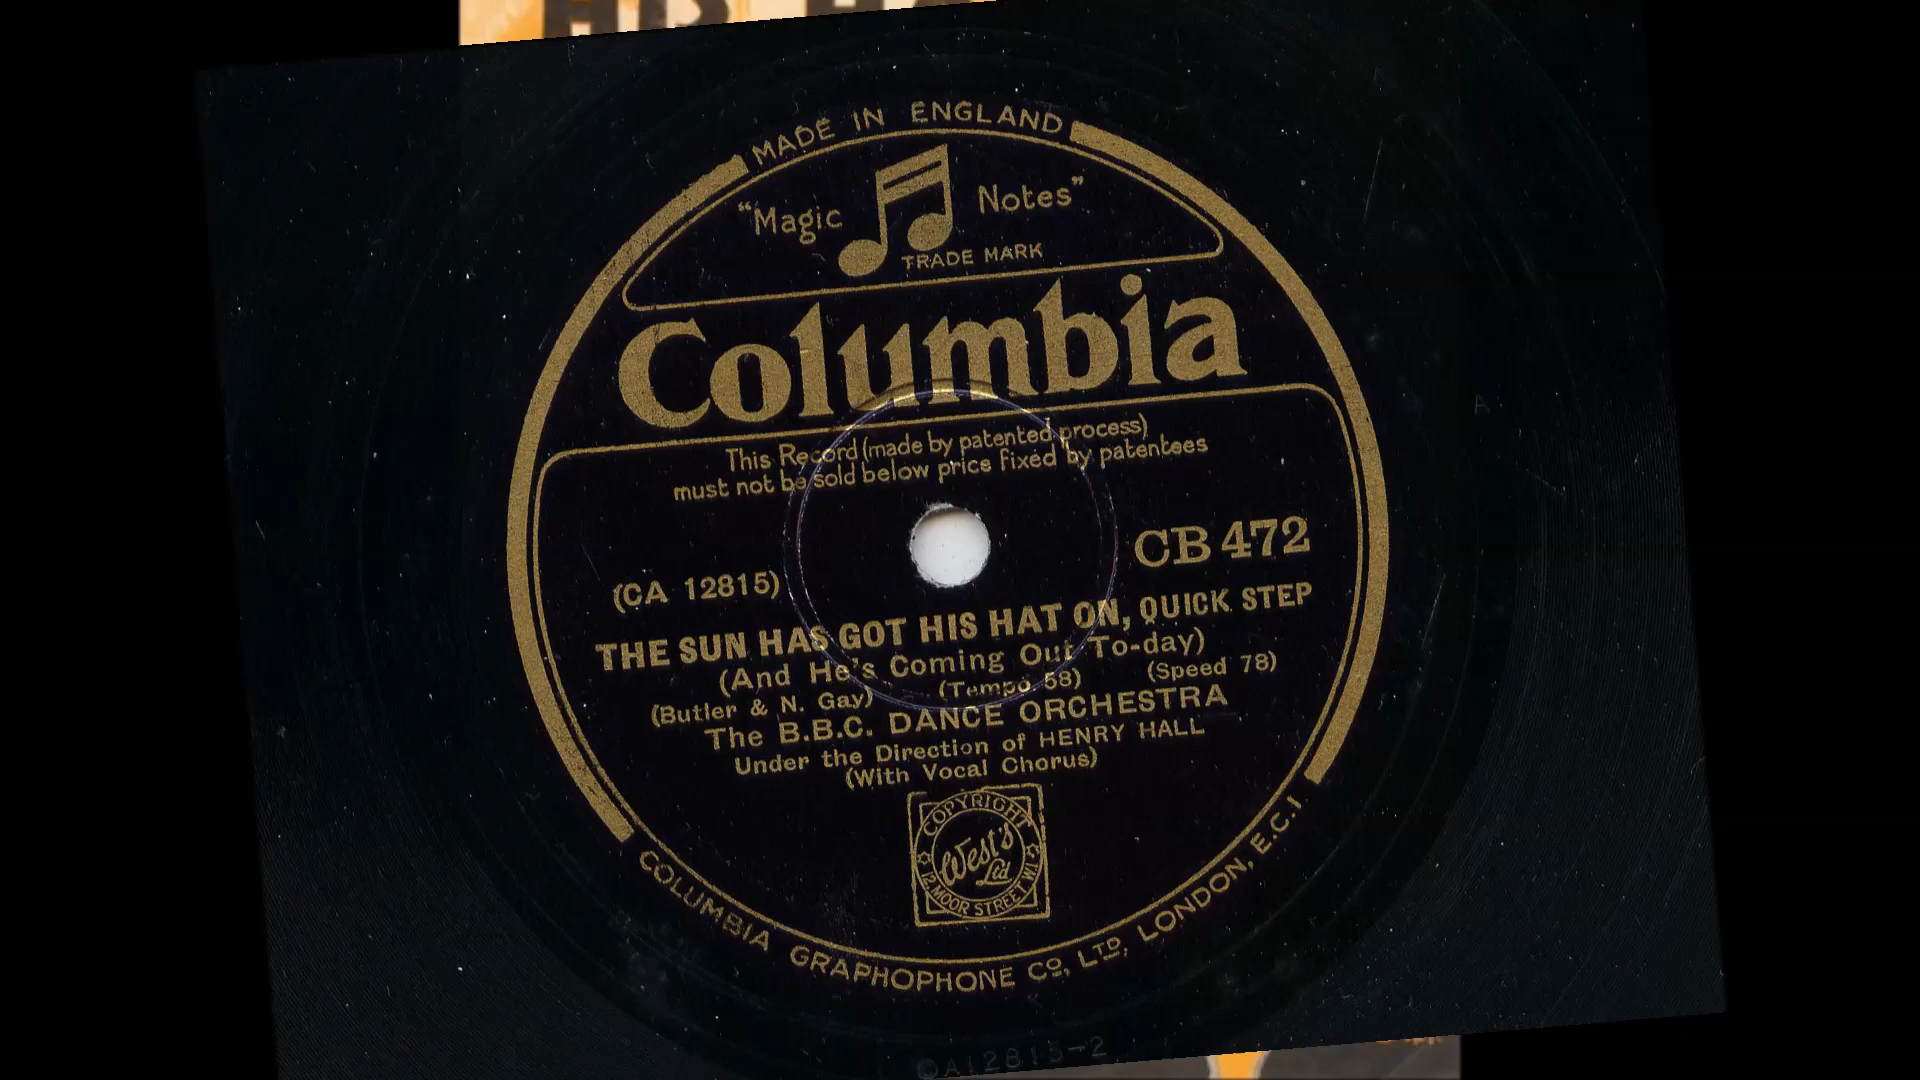 MADE IN ENGLAND
"Magic Notes"
TRADE MARK
Columbia
This Record (made by patented process)
must not be sold below price fixed by patentees
CB 472
(CA 12815)
THE SUN HAS GOT HIS HAT ON, QUICK STEP
(And He's Coming Out To-day)
(Butler & N. Gay) (Tempo 58) (Speed 78)
The B.B.C. DANCE ORCHESTRA
Under the Direction of HENRY HALL
(With Vocal Chorus)
COPYRIGHT
West's
Ltd
12, MOOR STREET W1
COLUMBIA GRAPHOPHONE CO, LTD, LONDON, E.C.1
CA12815-2